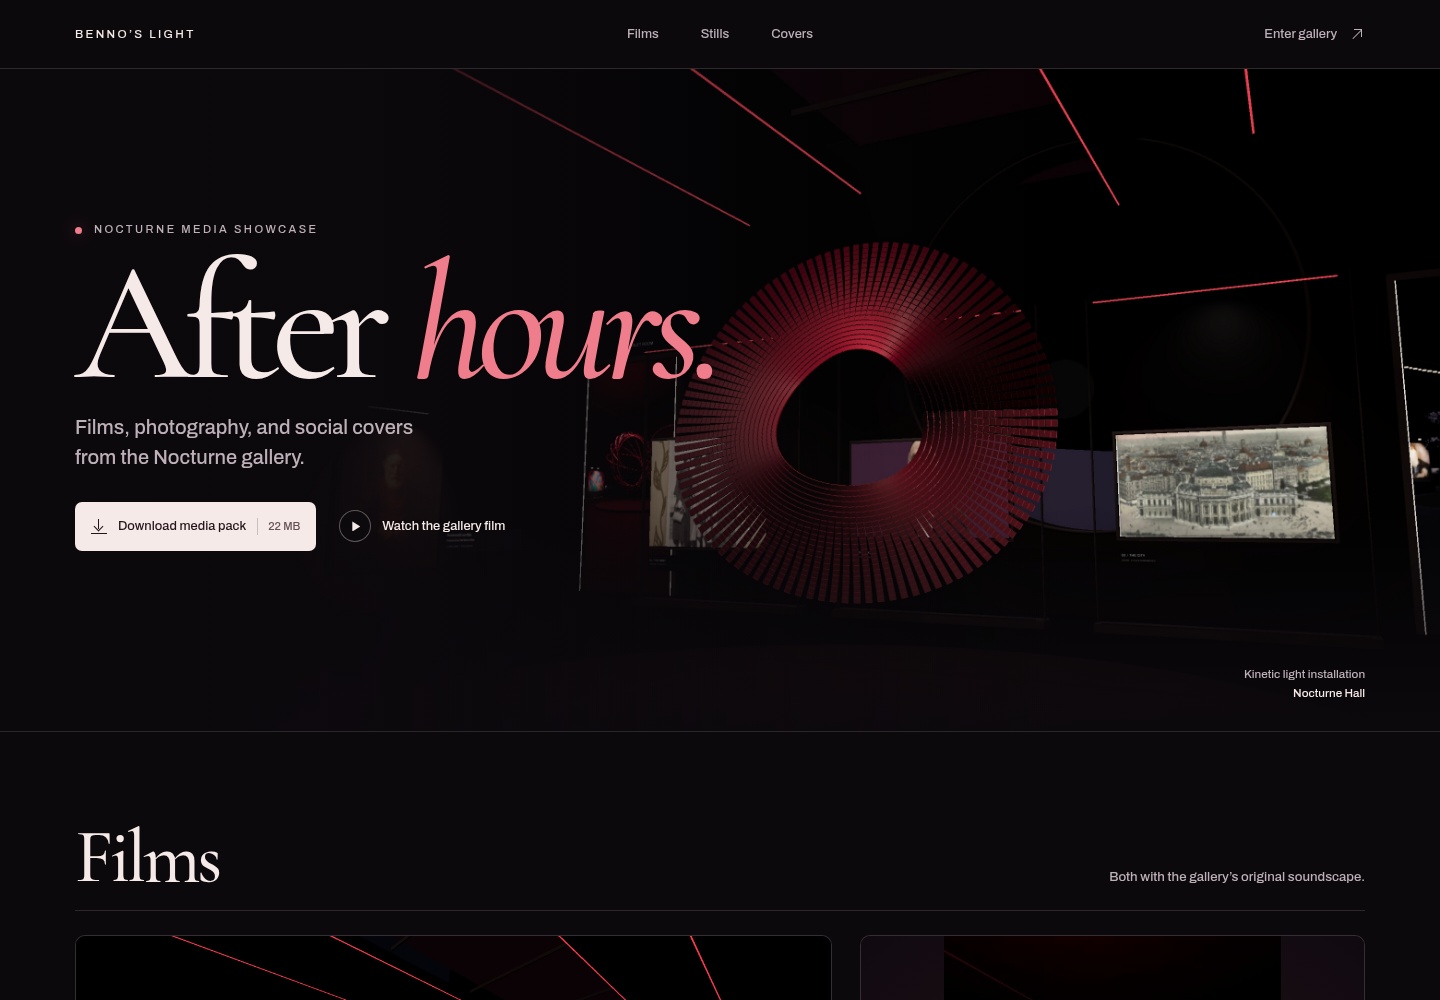 BENNO’S LIGHT
Films
Stills
Covers
Enter gallery
NOCTURNE MEDIA SHOWCASE
After hours.
Films, photography, and social covers
from the Nocturne gallery.
Download media pack
22 MB
Watch the gallery film
Kinetic light installation
Nocturne Hall
Films
Both with the gallery’s original soundscape.